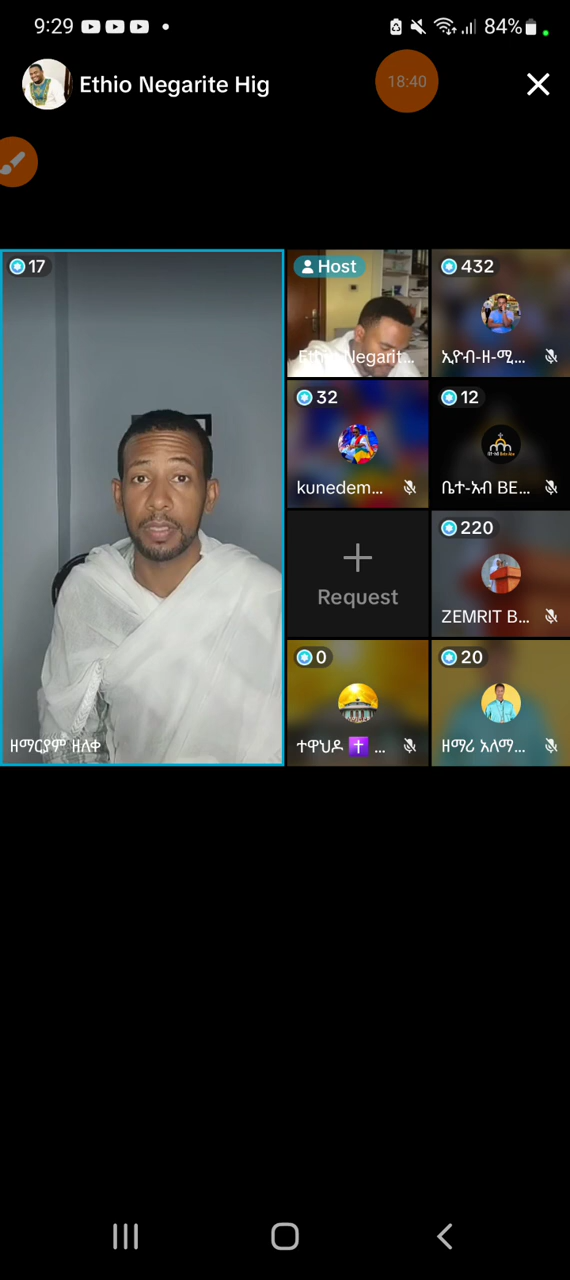 9:29
84%
Ethio Negarite Hig
18:40
17
Host
Negarit...
432
ኢዮብ-ዘ-ሚ...
32
kunedem...
12
ቤተ-አብ BE...
Request
220
ZEMRIT B...
0
ተዋህዶ ✝️ ...
20
ዘማሪ አለማ...
ዘማርያም ዘለቀ